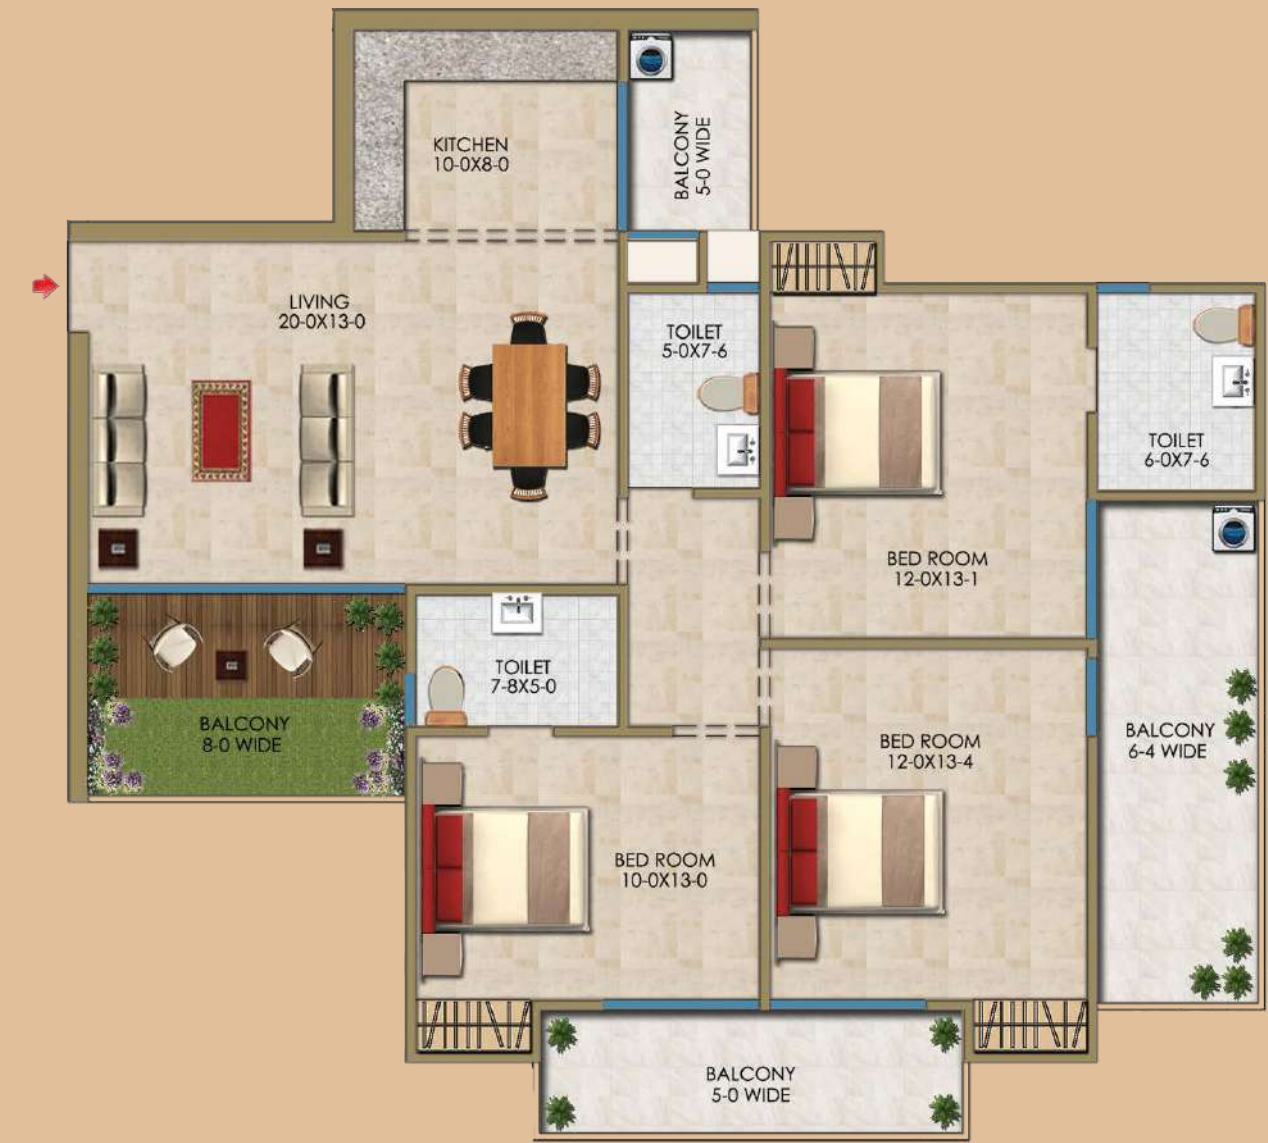 KITCHEN
10-0X8-0
BALCONY
5-0 WIDE
LIVING
20-0X13-0
TOILET
5-0X7-6
TOILET
6-0X7-6
BED ROOM
12-0X13-1
TOILET
7-8X5-0
BALCONY
8-0 WIDE
BED ROOM
12-0X13-4
BALCONY
6-4 WIDE
BED ROOM
10-0X13-0
BALCONY
5-0 WIDE